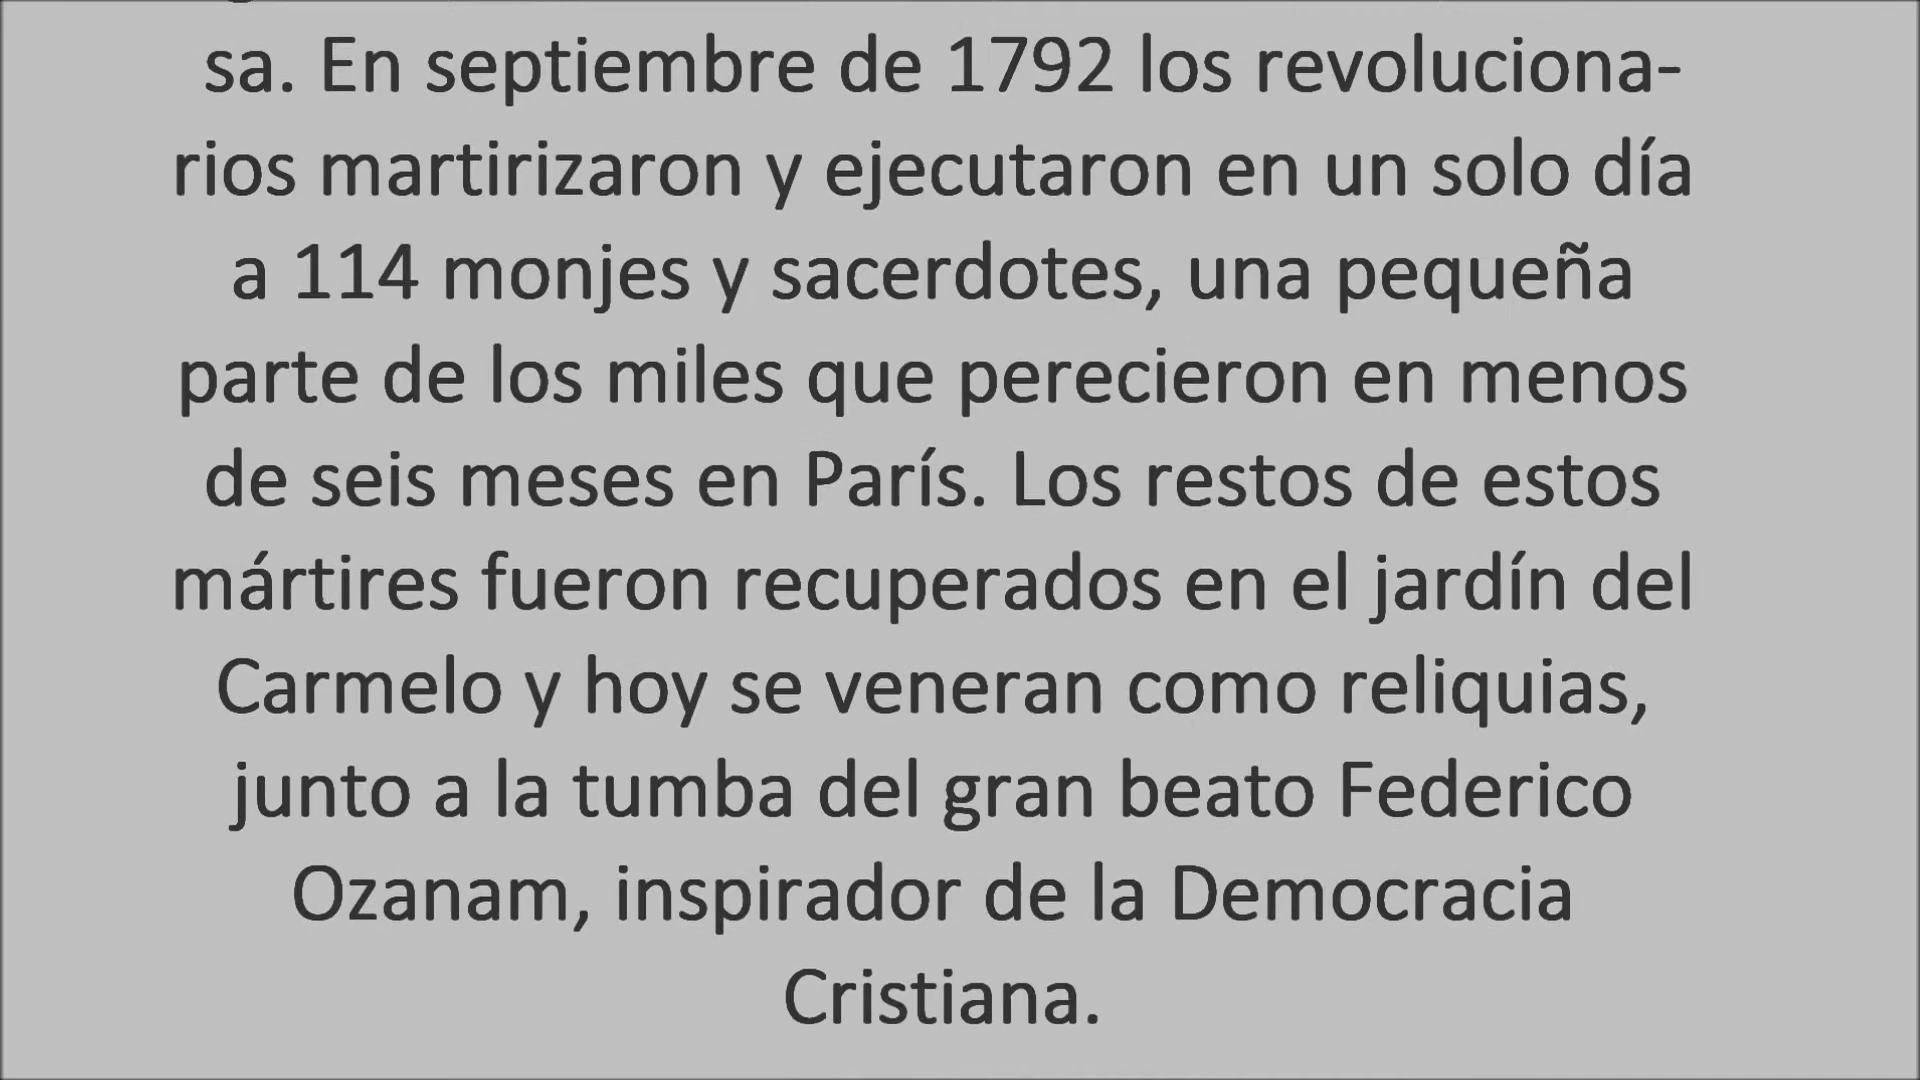 sa. En septiembre de 1792 los revoluciona-
rios martirizaron y ejecutaron en un solo día
a 114 monjes y sacerdotes, una pequeña
parte de los miles que perecieron en menos
de seis meses en París. Los restos de estos
mártires fueron recuperados en el jardín del
Carmelo y hoy se veneran como reliquias,
junto a la tumba del gran beato Federico
Ozanam, inspirador de la Democracia
Cristiana.